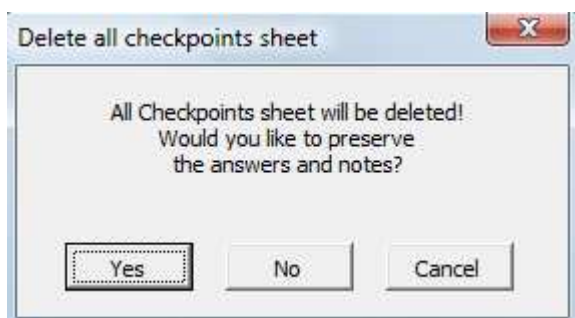 Delete all checkpoints sheet
All Checkpoints sheet will be deleted!
Would you like to preserve
the answers and notes?
Yes No Cancel